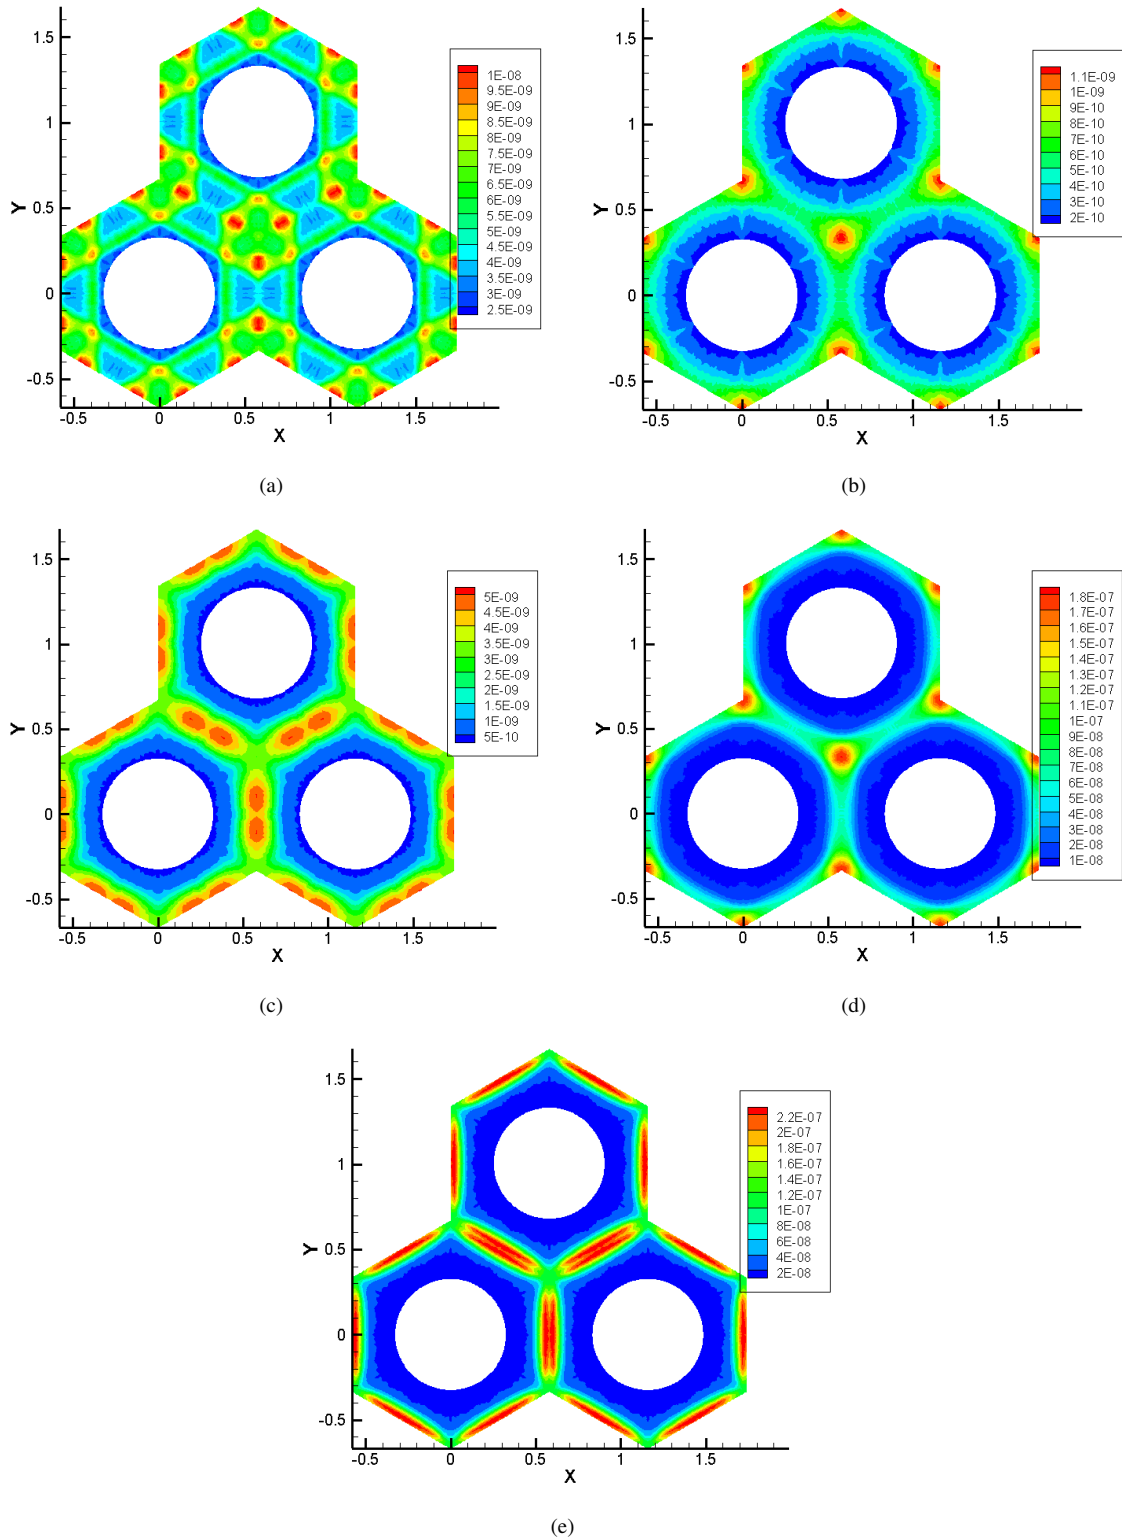 1.5
1
0.5
0
-0.5
Y
-0.5 0 0.5 1 1.5
X
1E-08
9.5E-09
9E-09
8.5E-09
8E-09
7.5E-09
7E-09
6.5E-09
6E-09
5.5E-09
5E-09
4.5E-09
4E-09
3.5E-09
3E-09
2.5E-09
(a)
1.5
1
0.5
0
-0.5
Y
-0.5 0 0.5 1 1.5
X
1.1E-09
1E-09
9E-10
8E-10
7E-10
6E-10
5E-10
4E-10
3E-10
2E-10
(b)
1.5
1
0.5
0
-0.5
Y
-0.5 0 0.5 1 1.5
X
5E-09
4.5E-09
4E-09
3.5E-09
3E-09
2.5E-09
2E-09
1.5E-09
1E-09
5E-10
(c)
1.5
1
0.5
0
-0.5
Y
-0.5 0 0.5 1 1.5
X
1.8E-07
1.7E-07
1.6E-07
1.5E-07
1.4E-07
1.3E-07
1.2E-07
1.1E-07
1E-07
9E-08
8E-08
7E-08
6E-08
5E-08
4E-08
3E-08
2E-08
1E-08
(d)
1.5
1
0.5
0
-0.5
Y
-0.5 0 0.5 1 1.5
X
2.2E-07
2E-07
1.8E-07
1.6E-07
1.4E-07
1.2E-07
1E-07
8E-08
6E-08
4E-08
2E-08
(e)